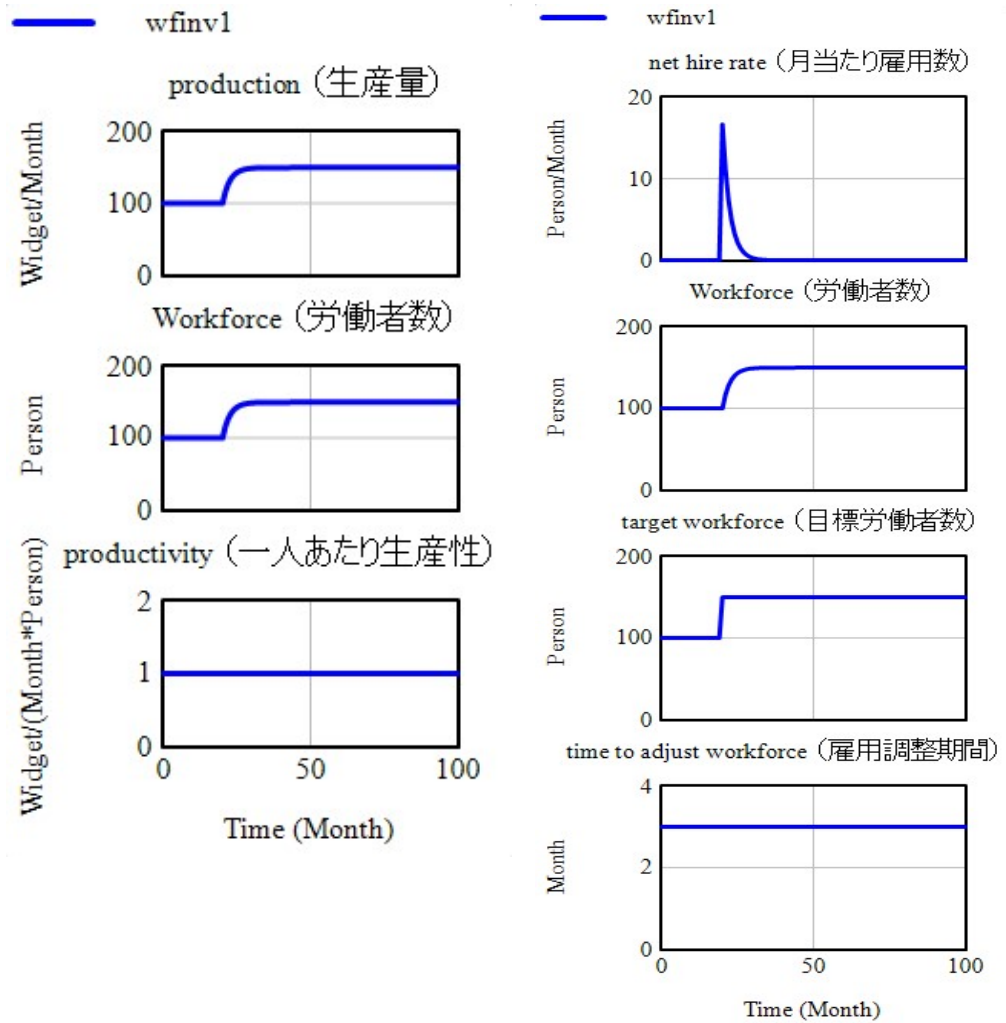 wfinv1
production（生産量）
Widget/Month
200
100
0
Workforce（労働者数）
Person
200
100
0
productivity（一人あたり生産性）
Widget/(Month*Person)
2
1
0
0 50 100
Time (Month)
wfinv1
net hire rate（月当たり雇用数）
Person/Month
20
10
0
Workforce（労働者数）
Person
200
100
0
target workforce（目標労働者数）
Person
200
100
0
time to adjust workforce（雇用調整期間）
Month
4
2
0
0 50 100
Time (Month)